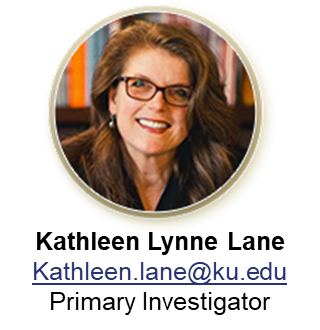 Kathleen Lynne Lane
Kathleen.lane@ku.edu
Primary Investigator